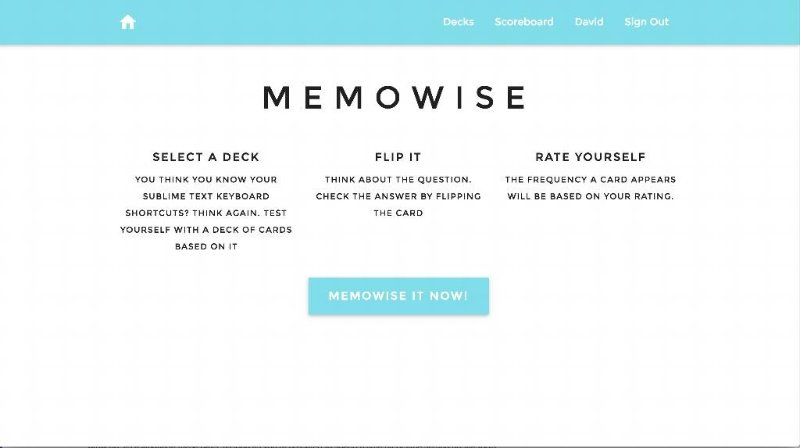 Decks Scoreboard David Sign Out
MEMOWISE
SELECT A DECK
YOU THINK YOU KNOW YOUR
SUBLIME TEXT KEYBOARD
SHORTCUTS? THINK AGAIN. TEST
YOURSELF WITH A DECK OF CARDS
BASED ON IT
FLIP IT
THINK ABOUT THE QUESTION.
CHECK THE ANSWER BY FLIPPING
THE CARD
RATE YOURSELF
THE FREQUENCY A CARD APPEARS
WILL BE BASED ON YOUR RATING.
MEMOWISE IT NOW!